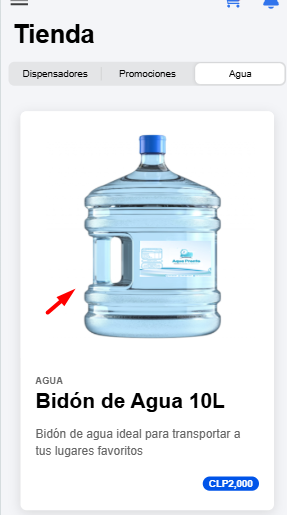 Tienda
Dispensadores Promociones Agua
AGUA
Bidón de Agua 10L
Bidón de agua ideal para transportar a
tus lugares favoritos
CLP2,000